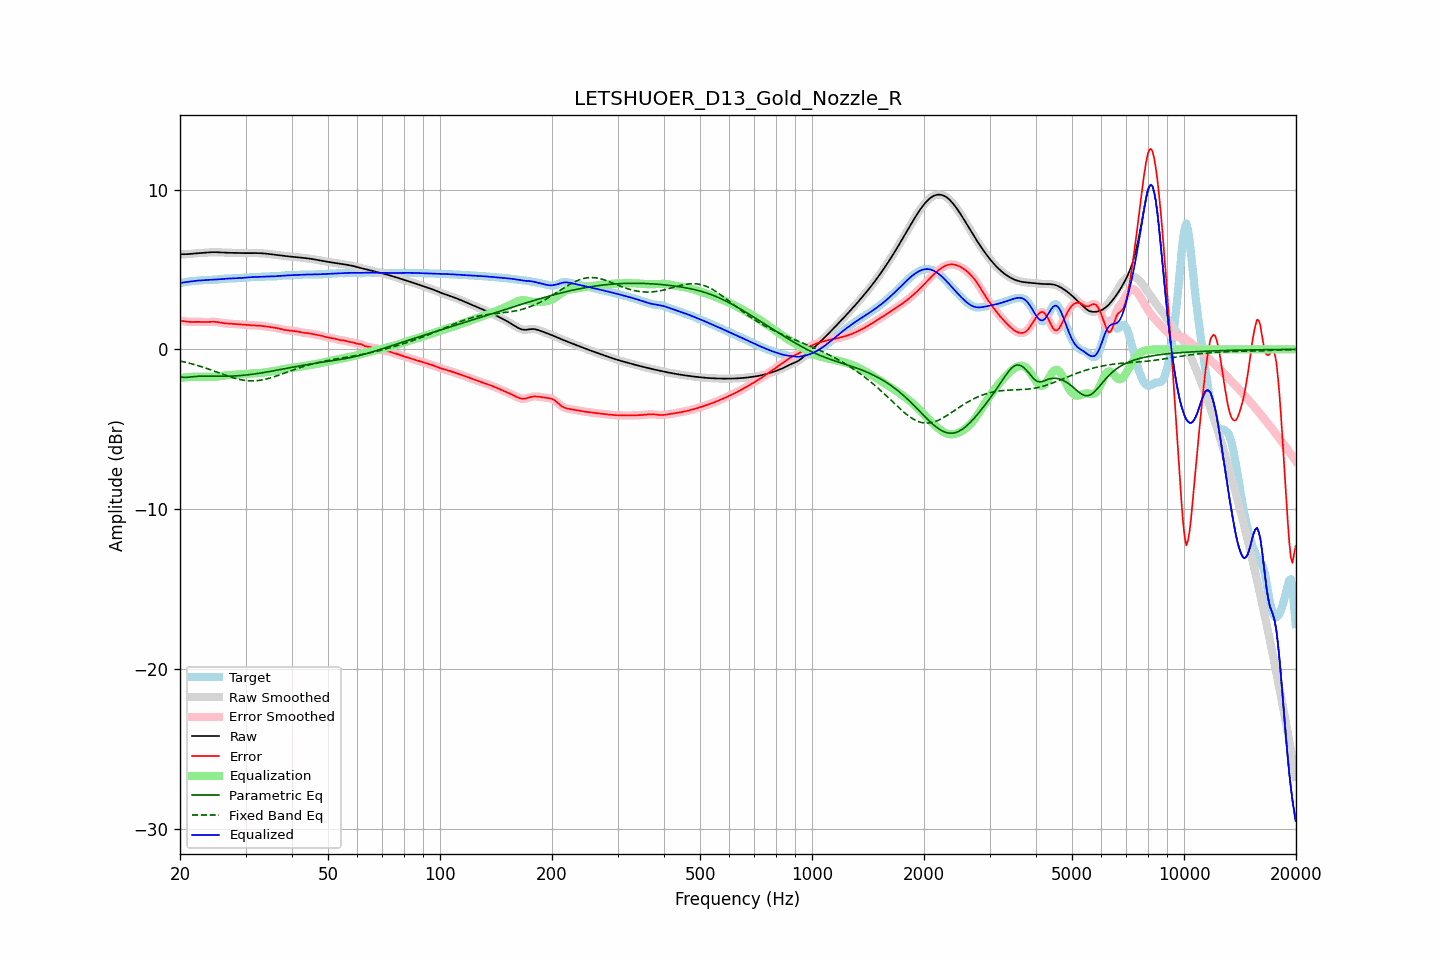 LETSHUOER_D13_Gold_Nozzle_R
10
0
−10
−20
−30
Amplitude (dBr)
Target
Raw Smoothed
Error Smoothed
Raw
Error
Equalization
Parametric Eq
Fixed Band Eq
Equalized
20 50 100 200 500 1000 2000 5000 10000 20000
Frequency (Hz)